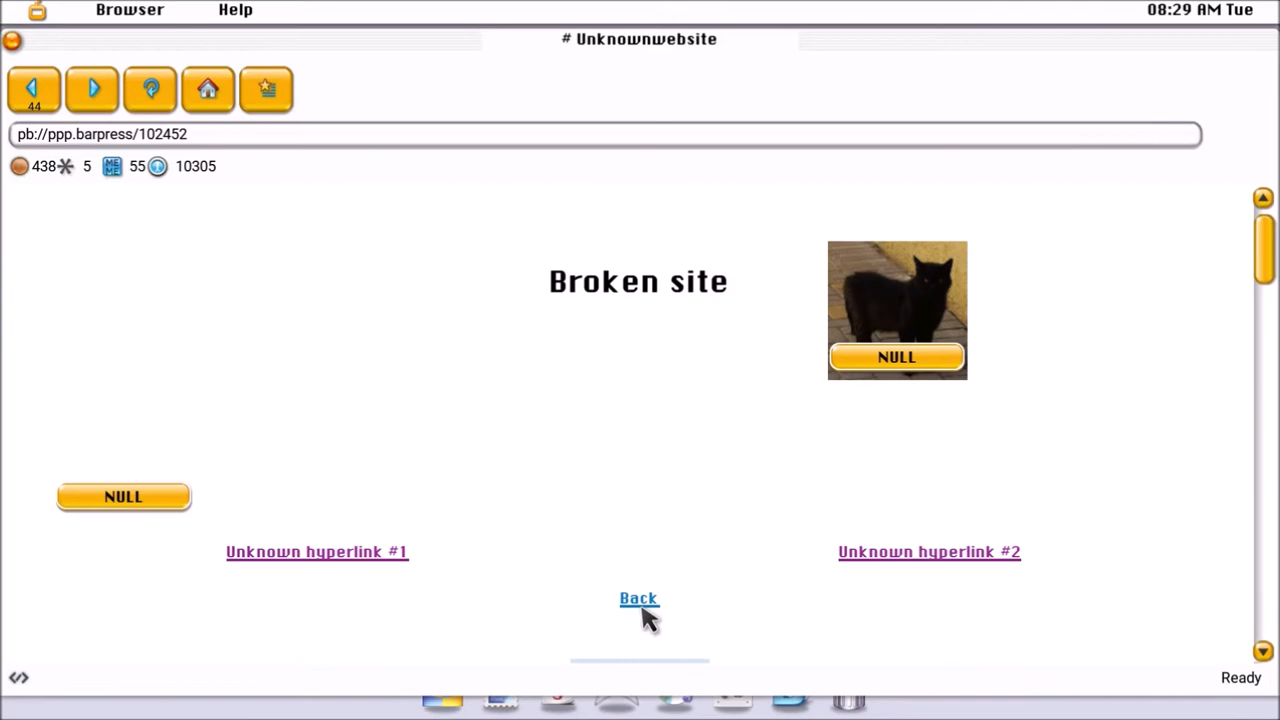 Browser Help 08:29 AM Tue
# Unknownwebsite
44
pb://ppp.barpress/102452
438 5 MEME 55 10305
Broken site
NULL
NULL
Unknown hyperlink #1 Unknown hyperlink #2
Back
Ready